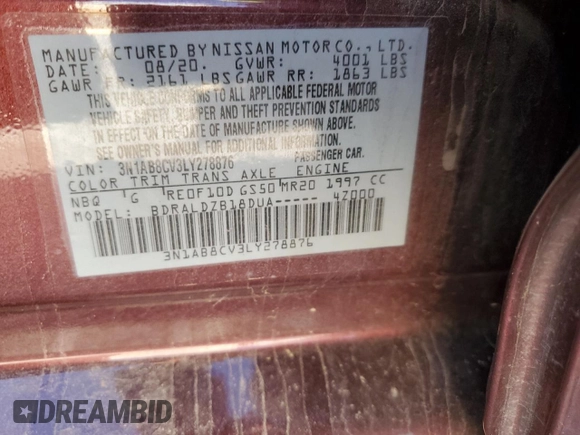 MANUFACTURED BY NISSAN MOTOR CO., LTD.
DATE: 08/20. GVWR: 4001 LBS
GAWR FR: 2161 LBS GAWR RR: 1863 LBS
THIS VEHICLE CONFORMS TO ALL APPLICABLE FEDERAL MOTOR
VEHICLE SAFETY, BUMPER AND THEFT PREVENTION STANDARDS
IN EFFECT ON THE DATE OF MANUFACTURE SHOWN ABOVE.
SEE OWNER'S MANUAL FOR ADDITIONAL INFORMATION.
VIN: 3N1AB8CV3LY278876 PASSENGER CAR.
COLOR TRIM TRANS AXLE ENGINE
NBQ G RE0F10D GS50 MR20 1997 CC
MODEL: BDRALDZB18DUA----- 4Z000
3N1AB8CV3LY278876
DREAMBID